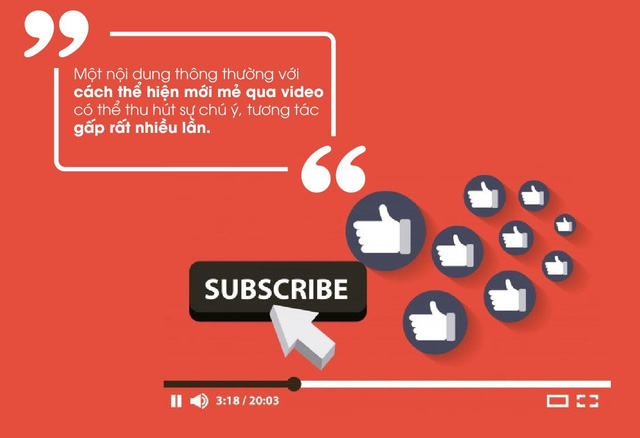 Một nội dung thông thường với
cách thể hiện mới mẻ qua video
có thể thu hút sự chú ý, tương tác
gấp rất nhiều lần.
SUBSCRIBE
3:18 / 20:03